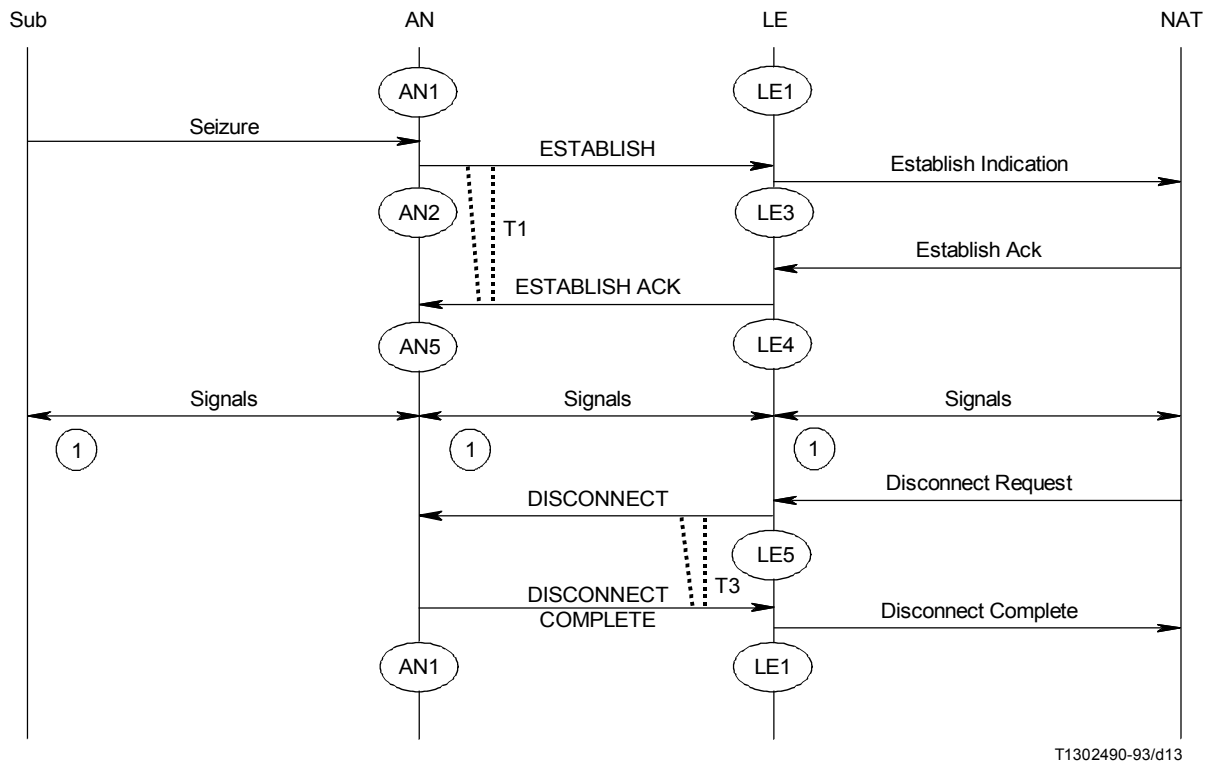 Sub AN LE NAT
AN1 LE1
Seizure
ESTABLISH
Establish Indication
AN2 LE3
T1
Establish Ack
ESTABLISH ACK
AN5 LE4
Signals Signals Signals
1 1 1
Disconnect Request
DISCONNECT
LE5
T3
DISCONNECT
COMPLETE
Disconnect Complete
AN1 LE1
T1302490-93/d13